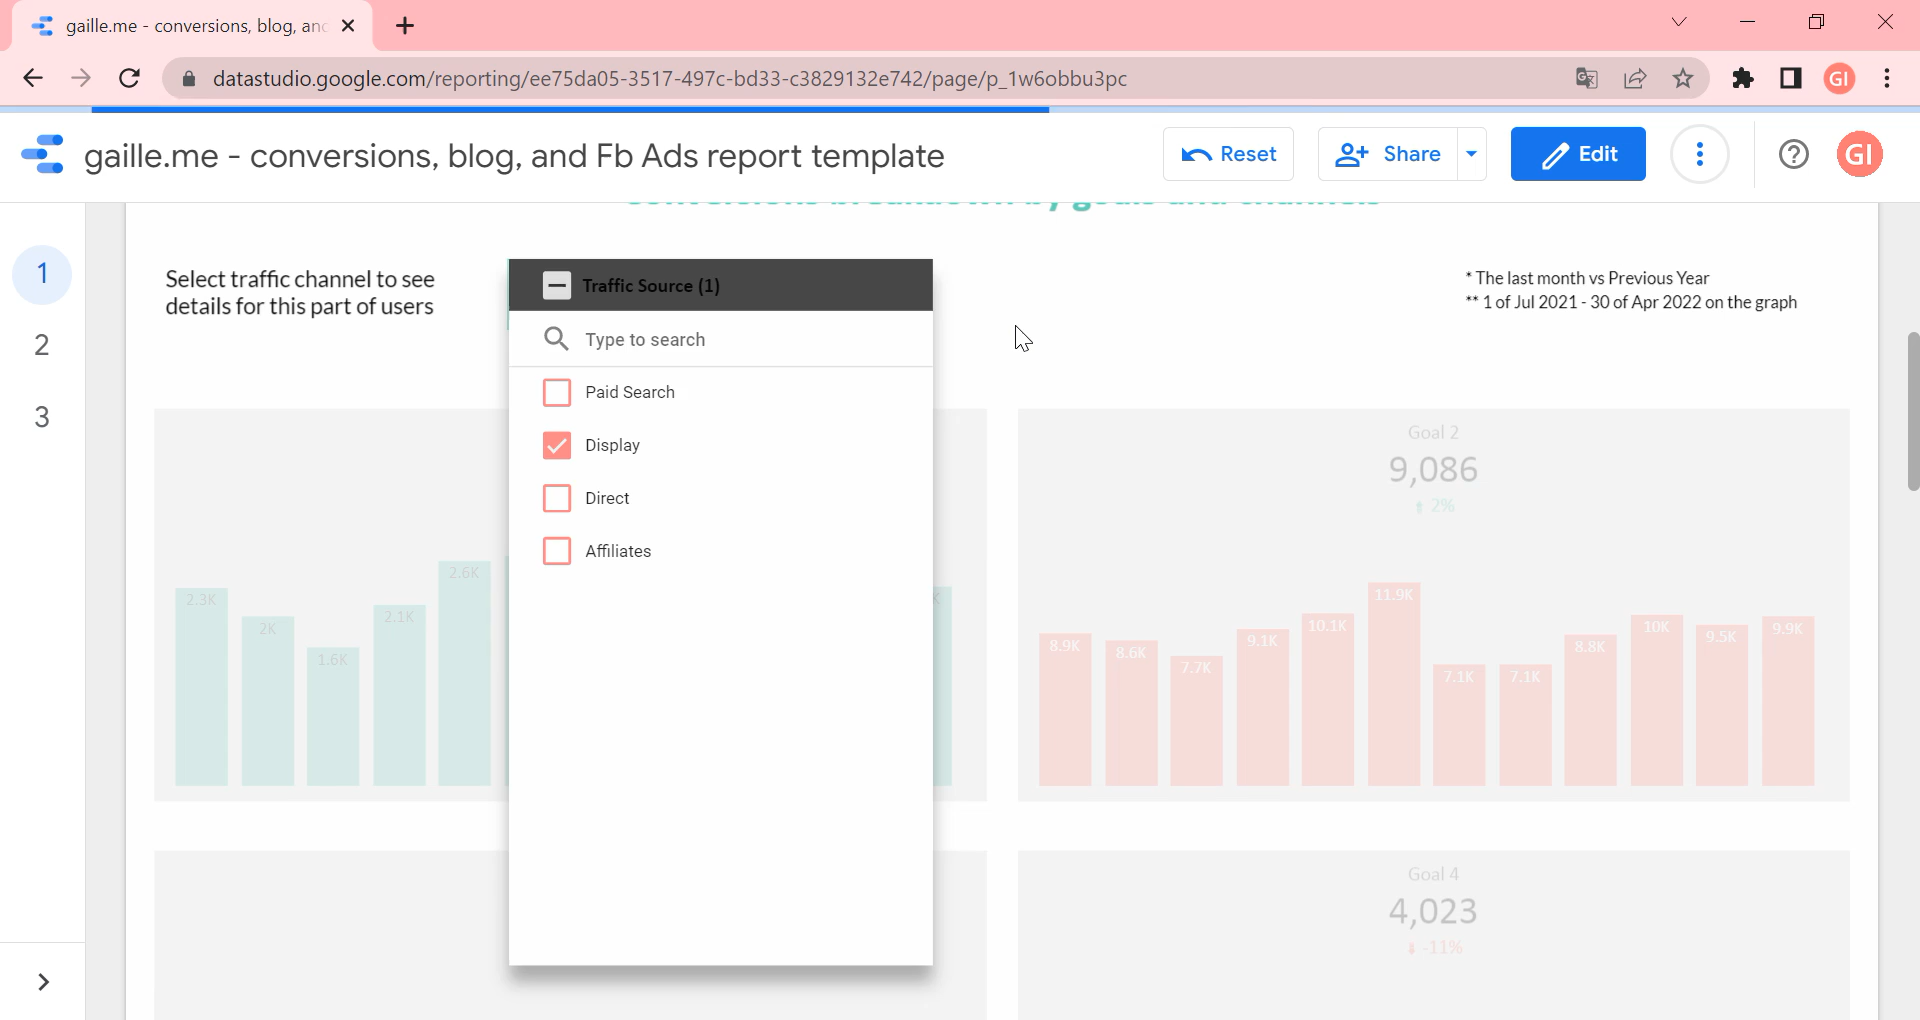 gaille.me - conversions, blog, and
datastudio.google.com/reporting/ee75da05-3517-497c-bd33-c3829132e742/page/p_1w6obbu3pc
GI
gaille.me - conversions, blog, and Fb Ads report template
Reset
Share
Edit
GI
1
2
3
Select traffic channel to see
details for this part of users
Traffic Source (1)
Type to search
Paid Search
Display
Direct
Affiliates
* The last month vs Previous Year
** 1 of Jul 2021 - 30 of Apr 2022 on the graph
2.3K
2K
1.6K
2.1K
2.6K
K
Goal 2
9,086
2%
8.9K
8.6K
7.7K
9.1K
10.1K
11.9K
7.1K
7.1K
8.8K
10K
9.5K
9.9K
Goal 4
4,023
-11%